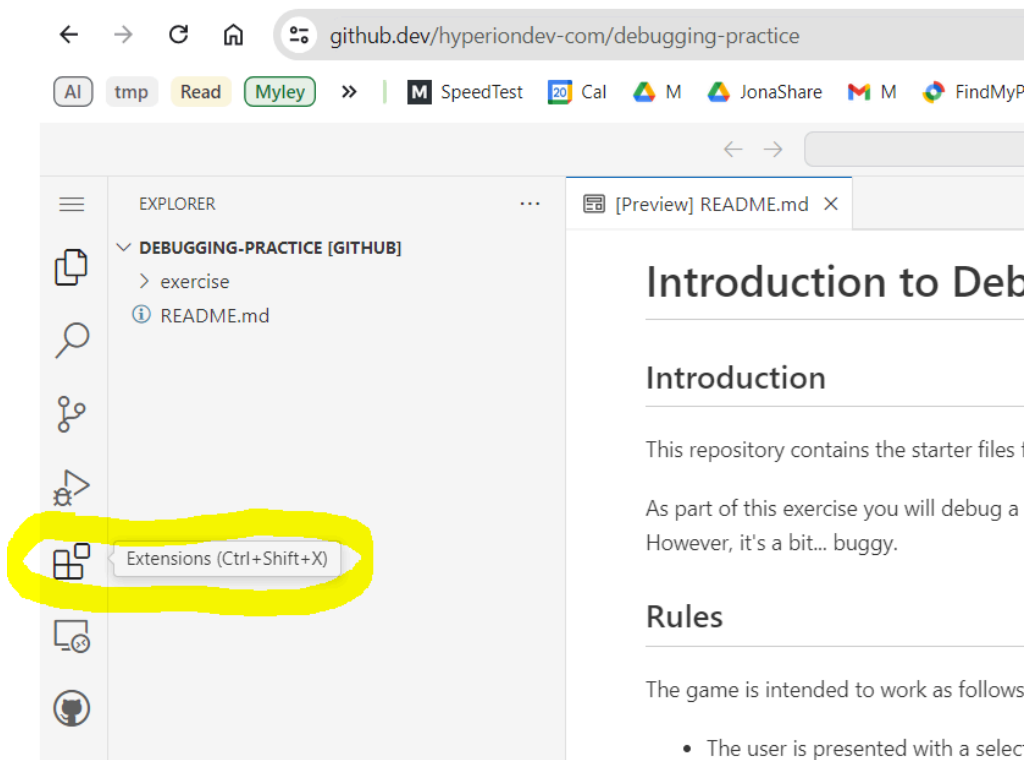 github.dev/hyperiondev-com/debugging-practice
AI tmp Read Myley » M SpeedTest 20 Cal M JonaShare M FindMyP
EXPLORER ···
[Preview] README.md ×
DEBUGGING-PRACTICE [GITHUB]
exercise
README.md
Introduction to Deb
Introduction
This repository contains the starter files f
As part of this exercise you will debug a
However, it's a bit... buggy.
Extensions (Ctrl+Shift+X)
Rules
The game is intended to work as follows
• The user is presented with a select